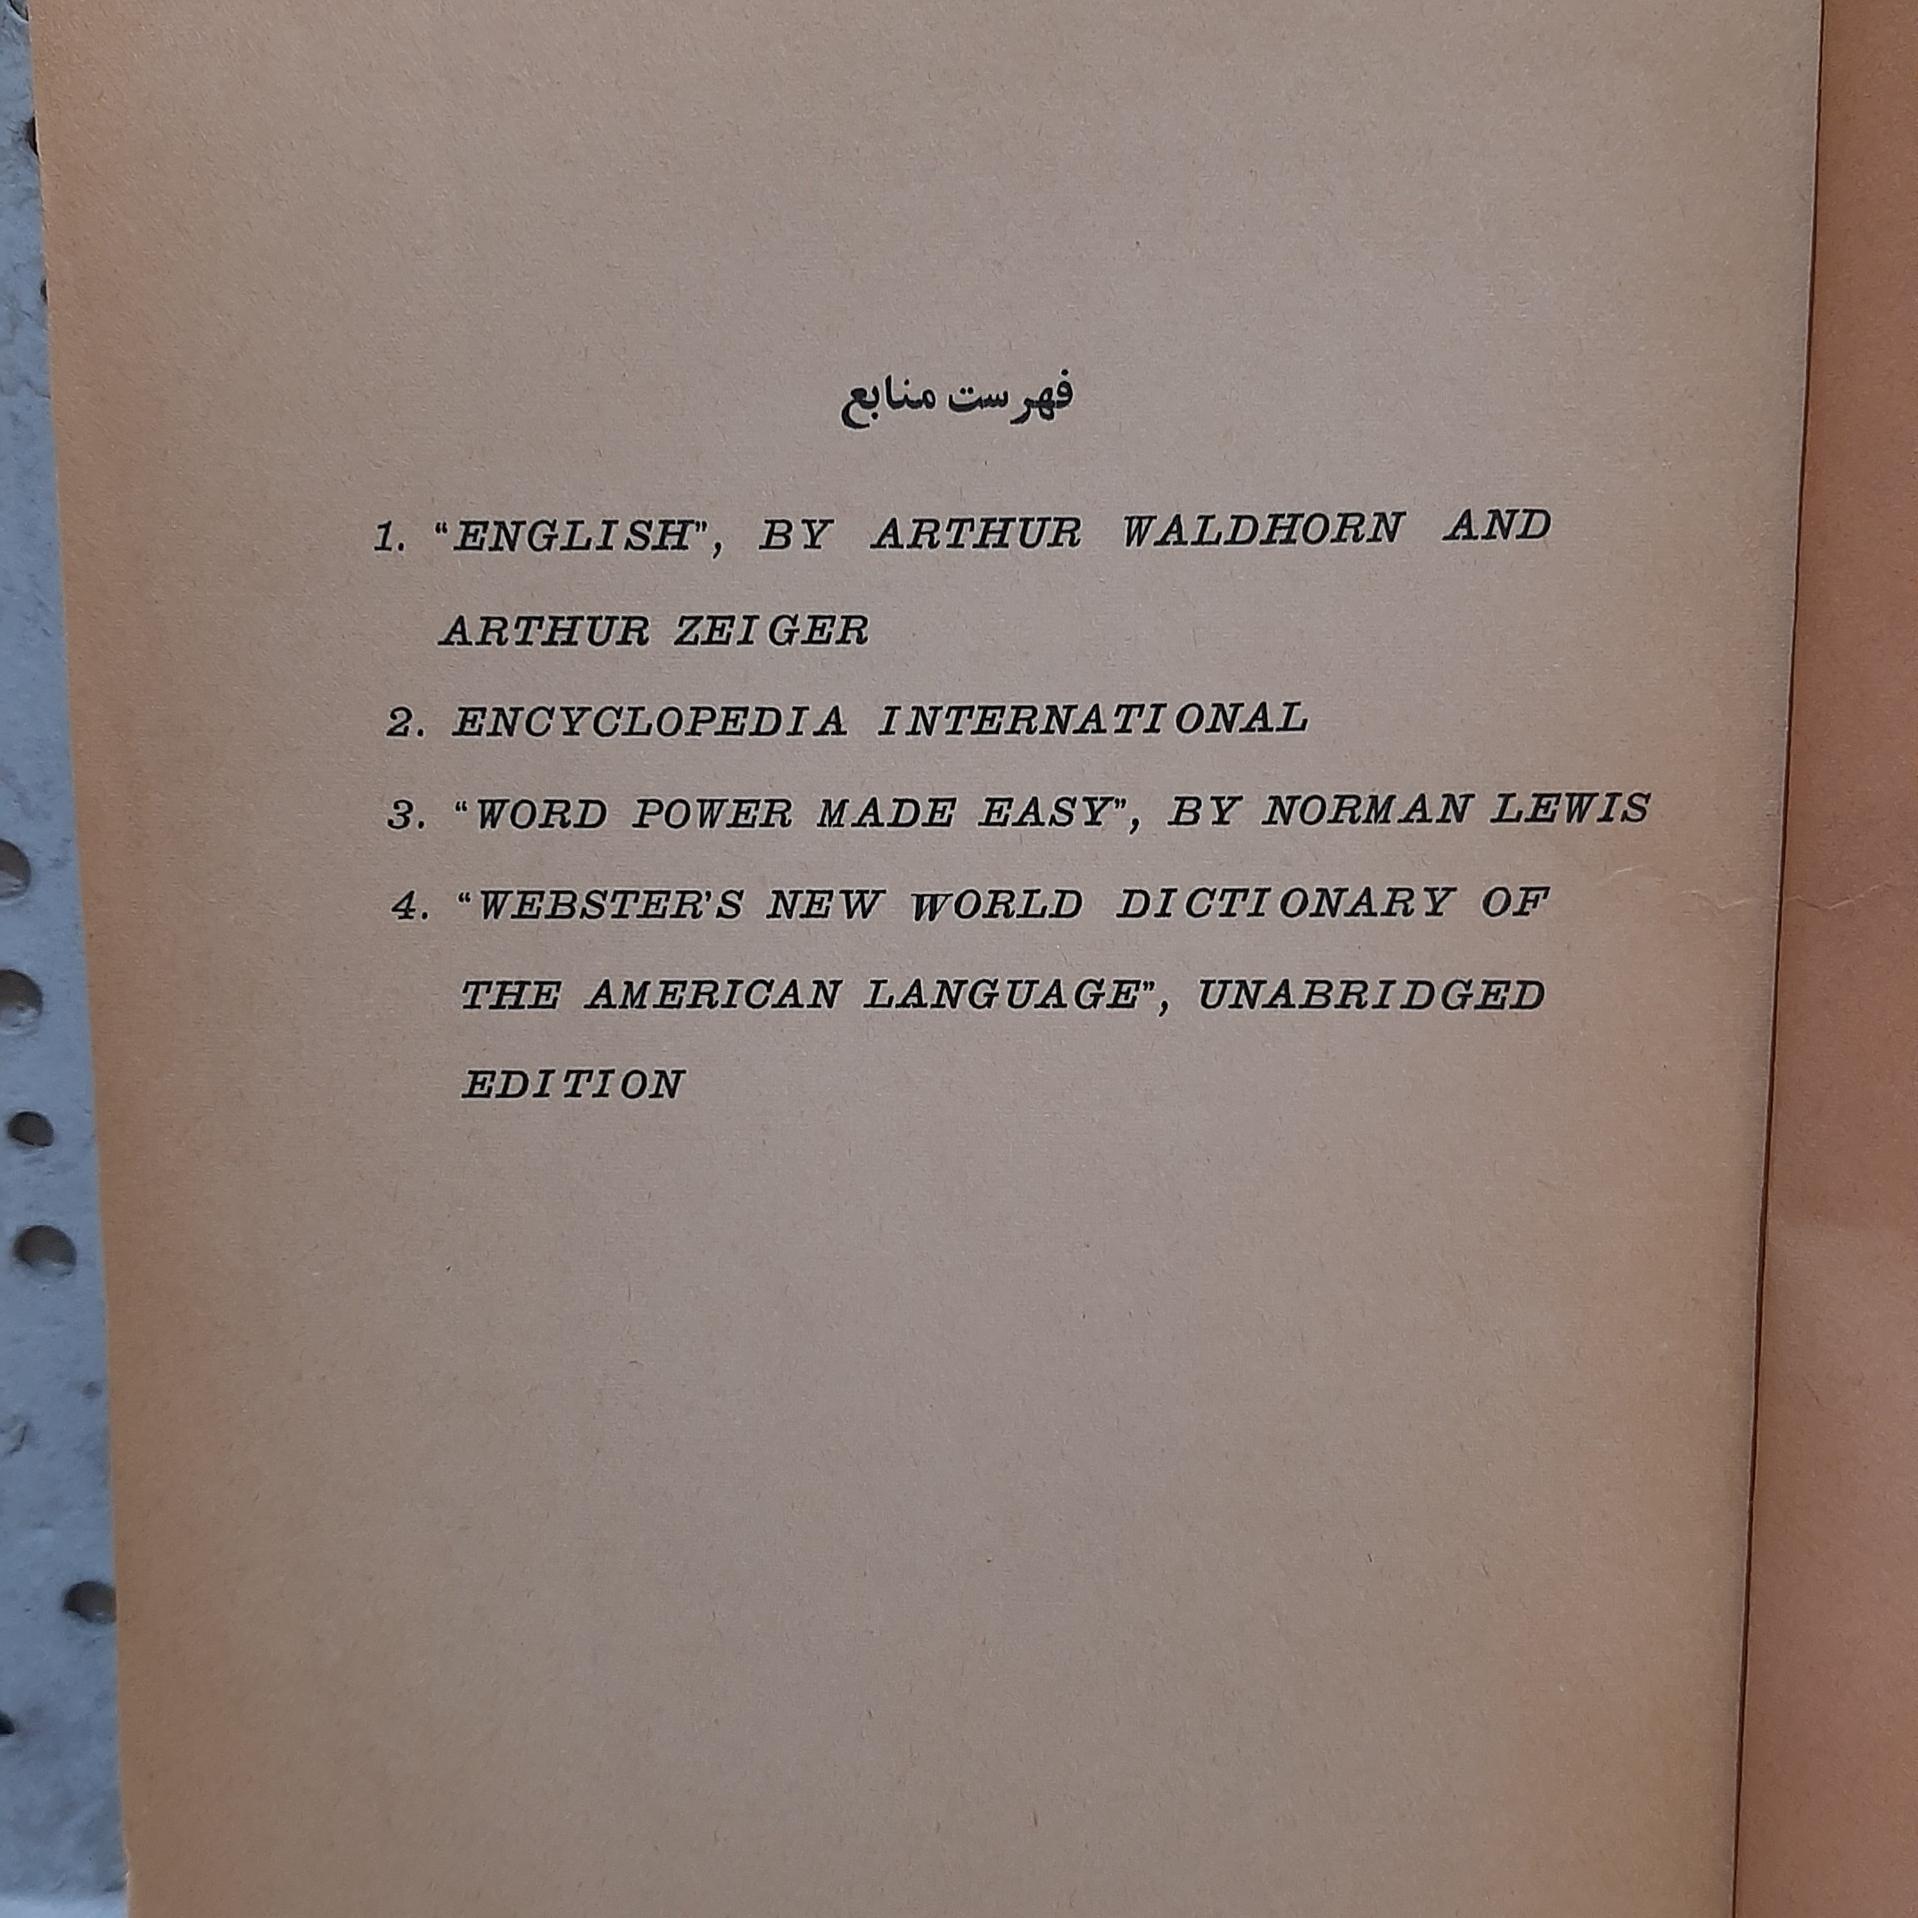 فهرست منابع
1. “ENGLISH”, BY ARTHUR WALDHORN AND
ARTHUR ZEIGER
2. ENCYCLOPEDIA INTERNATIONAL
3. “WORD POWER MADE EASY”, BY NORMAN LEWIS
4. “WEBSTER’S NEW WORLD DICTIONARY OF
THE AMERICAN LANGUAGE”, UNABRIDGED
EDITION